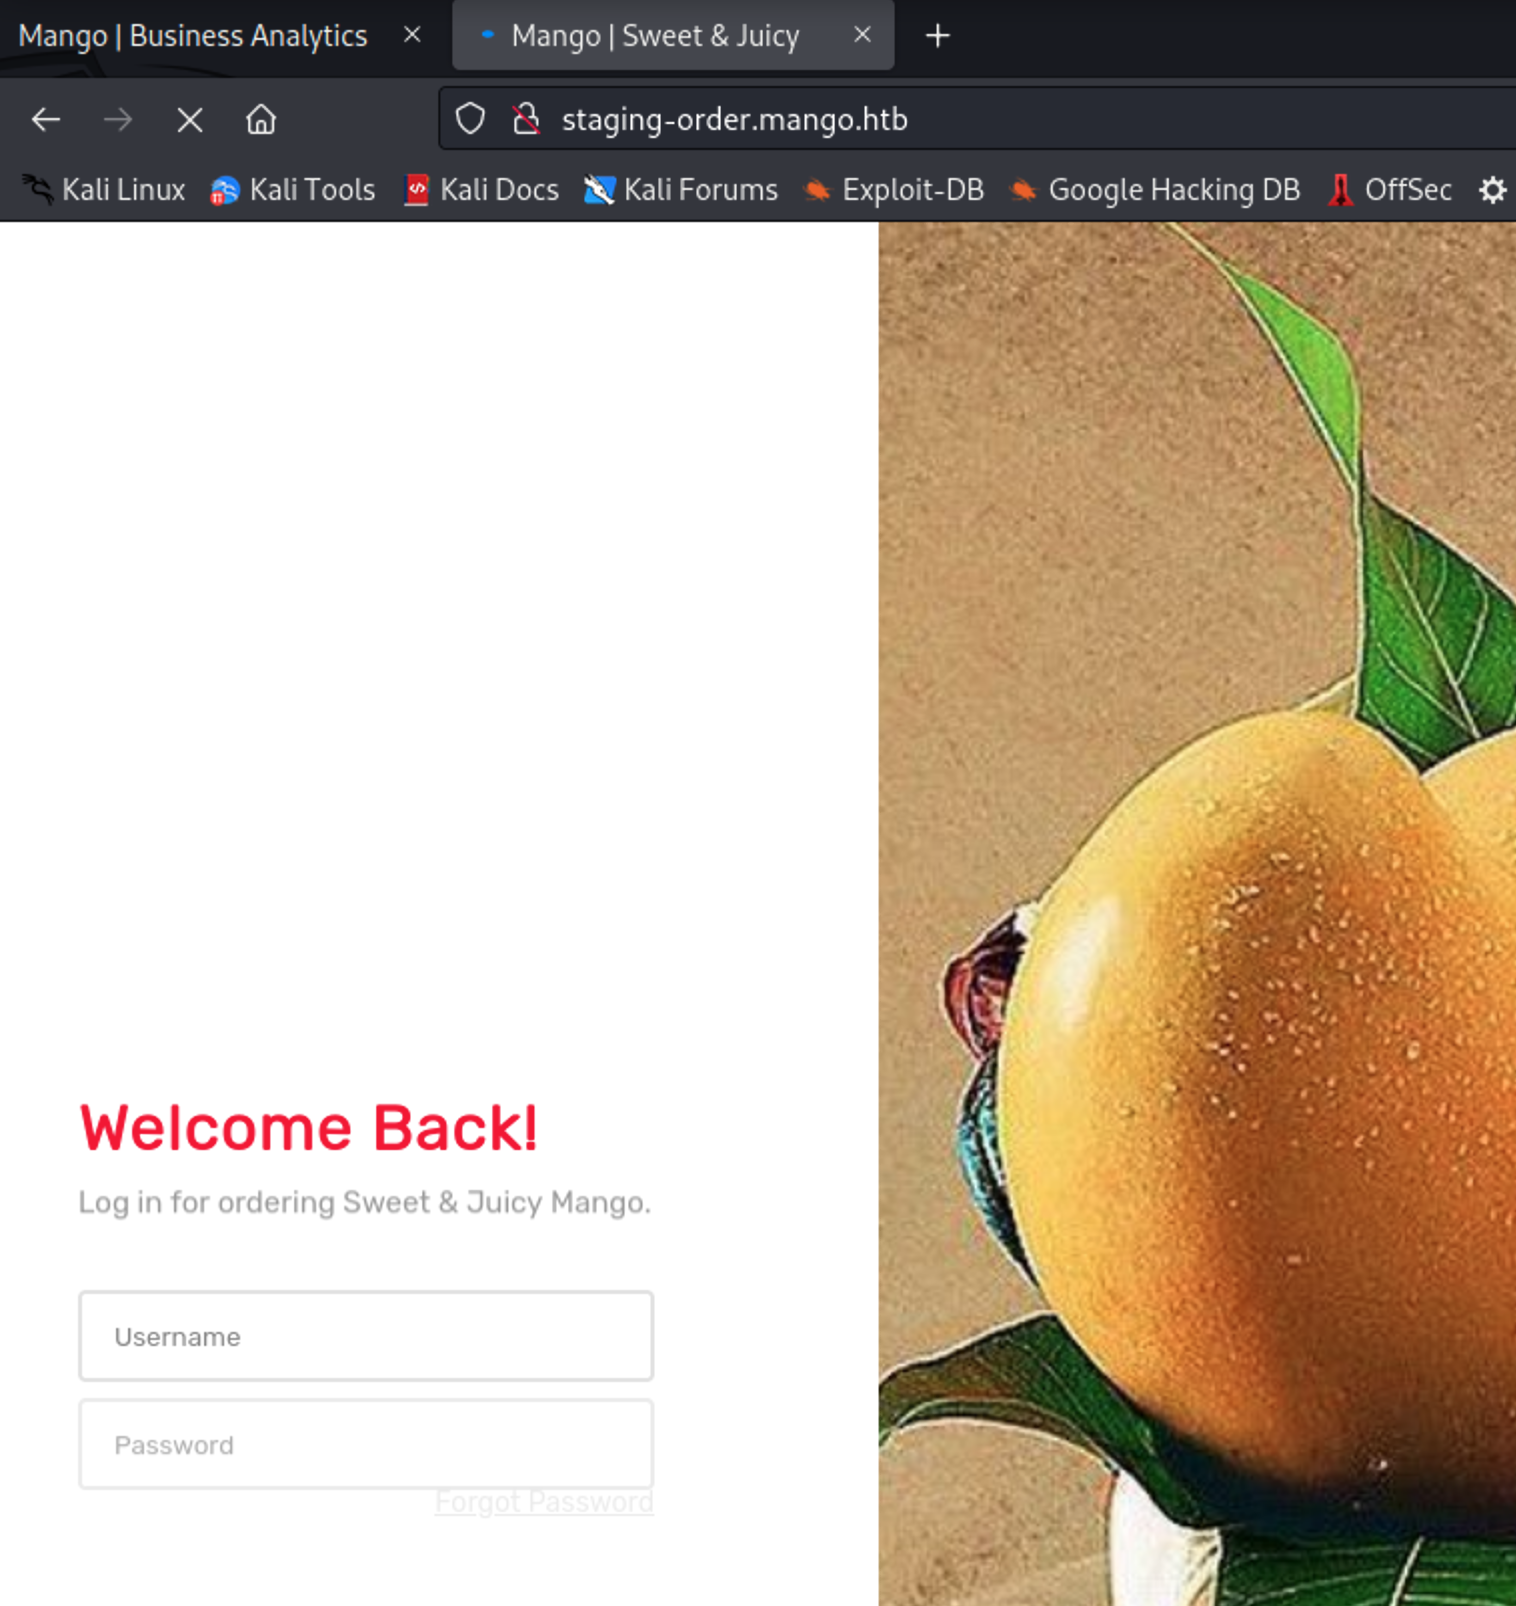 Mango | Business Analytics
Mango | Sweet & Juicy
staging-order.mango.htb
Kali Linux Kali Tools Kali Docs Kali Forums Exploit-DB Google Hacking DB OffSec
Welcome Back!
Log in for ordering Sweet & Juicy Mango.
Username
Password
Forgot Password